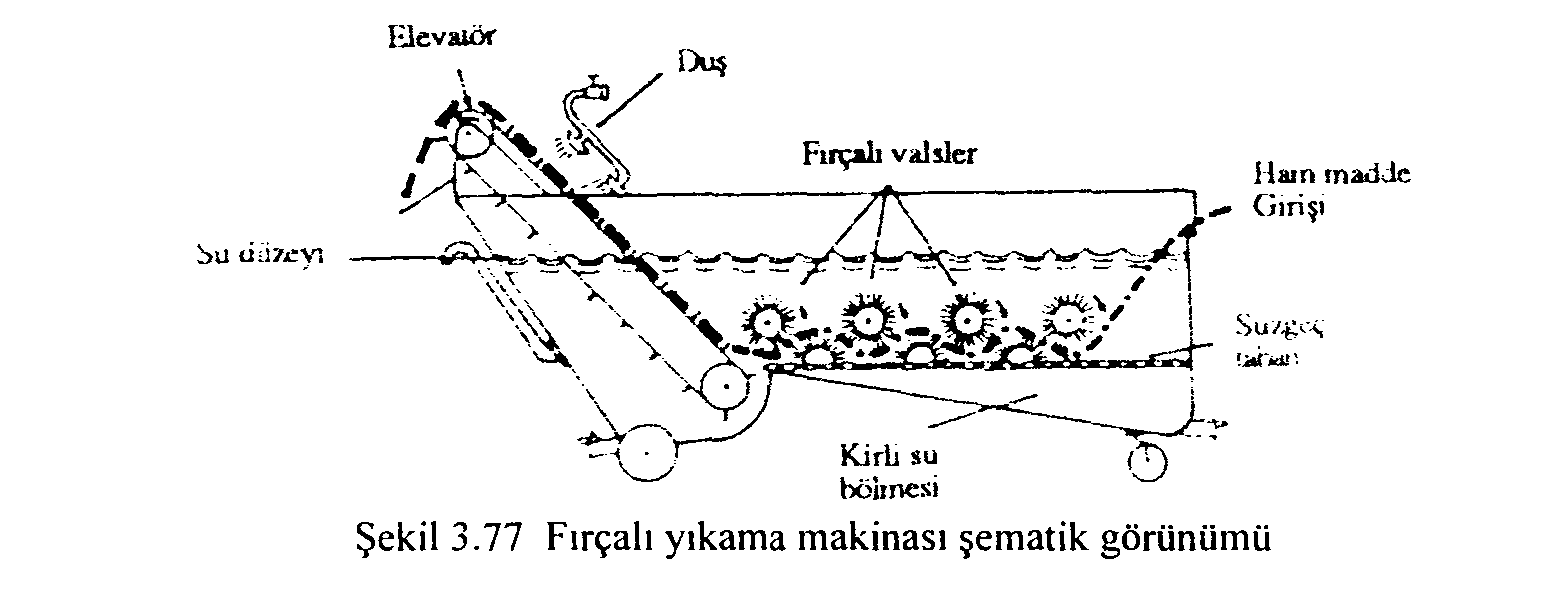 Elevatör
Duş
Fırçalı valsler
Ham madde
Girişi
Su düzeyi
Süzgeç
taban
Kirli su
bölmesi
Şekil 3.77 Fırçalı yıkama makinası şematik görünümü